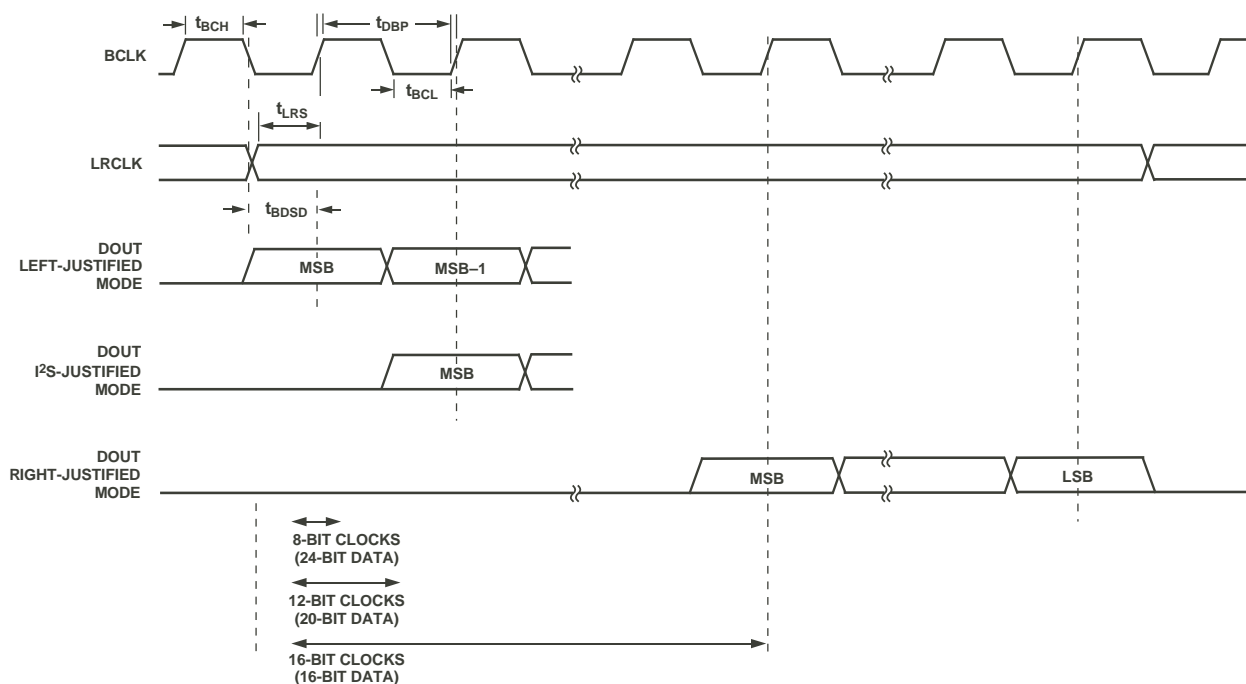 tBCH
tDBP
BCLK
tBCL
tLRS
LRCLK
tBDSD
DOUT
LEFT-JUSTIFIED
MODE
MSB
MSB–1
DOUT
I²S-JUSTIFIED
MODE
MSB
DOUT
RIGHT-JUSTIFIED
MODE
MSB
LSB
8-BIT CLOCKS
(24-BIT DATA)
12-BIT CLOCKS
(20-BIT DATA)
16-BIT CLOCKS
(16-BIT DATA)